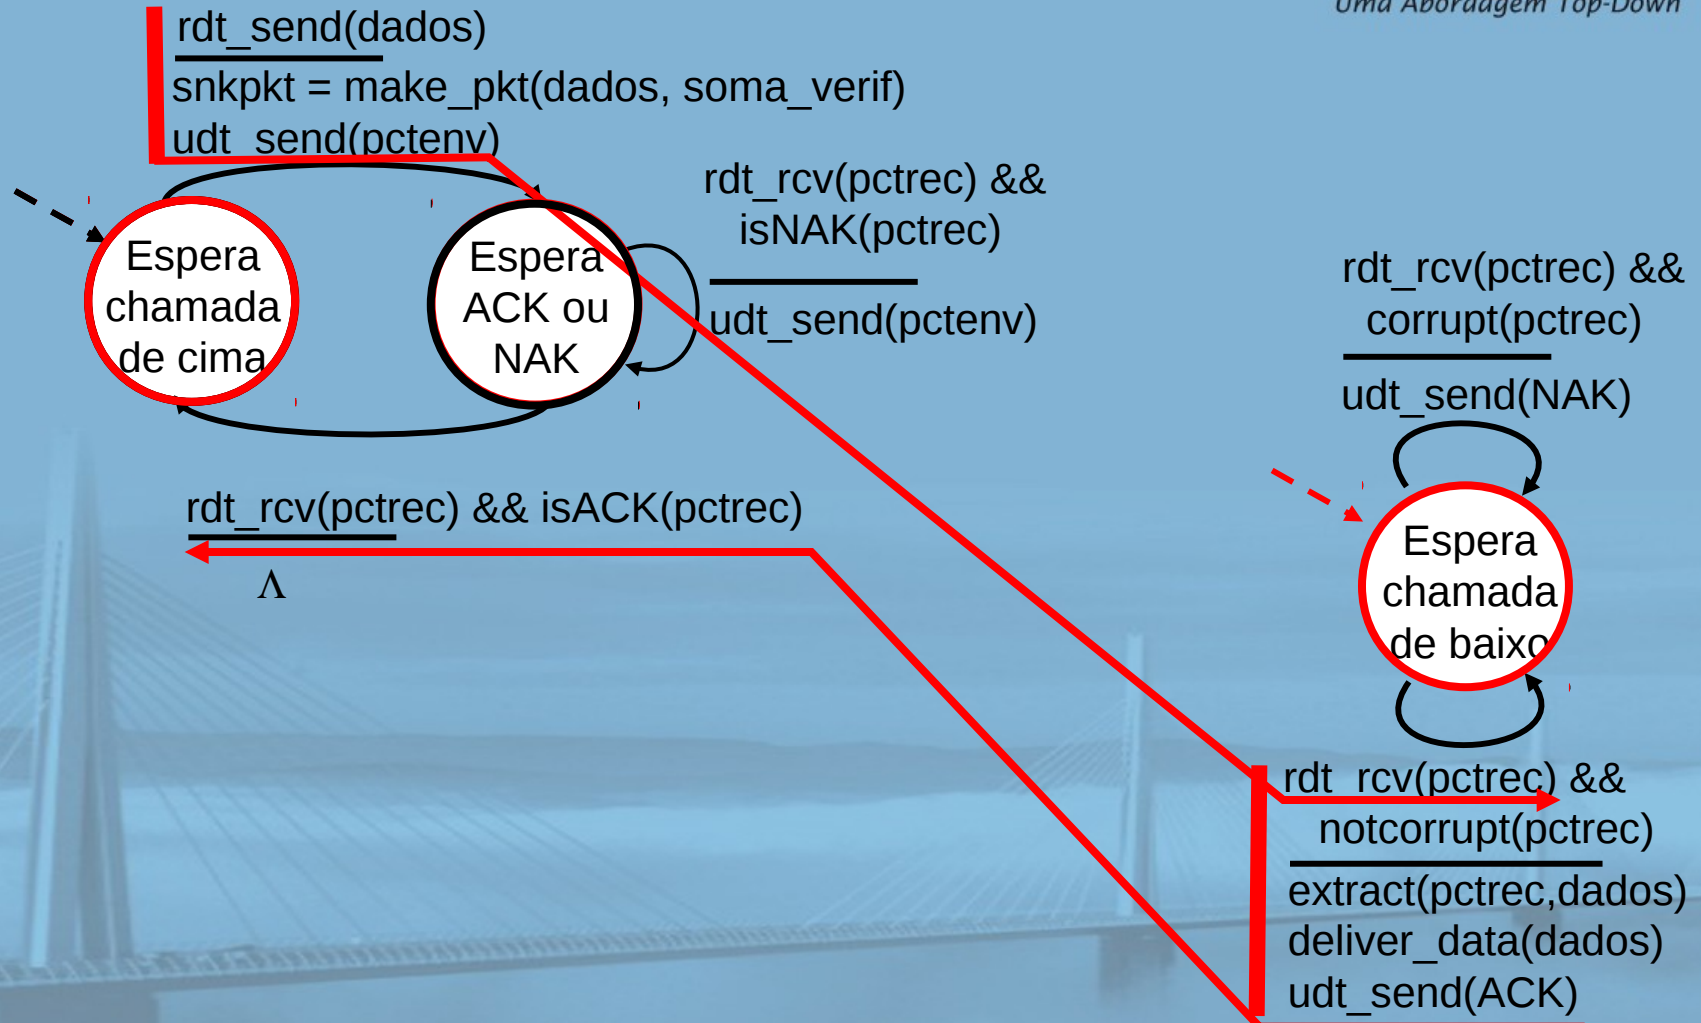 Uma Abordagem Top-Down
rdt_send(dados)
snkpkt = make_pkt(dados, soma_verif)
udt_send(pctenv)
Espera
chamada
de cima
Espera
ACK ou
NAK
rdt_rcv(pctrec) &&
isNAK(pctrec)
udt_send(pctenv)
rdt_rcv(pctrec) && isACK(pctrec)
Λ
rdt_rcv(pctrec) &&
corrupt(pctrec)
udt_send(NAK)
Espera
chamada
de baixo
rdt_rcv(pctrec) &&
notcorrupt(pctrec)
extract(pctrec,dados)
deliver_data(dados)
udt_send(ACK)